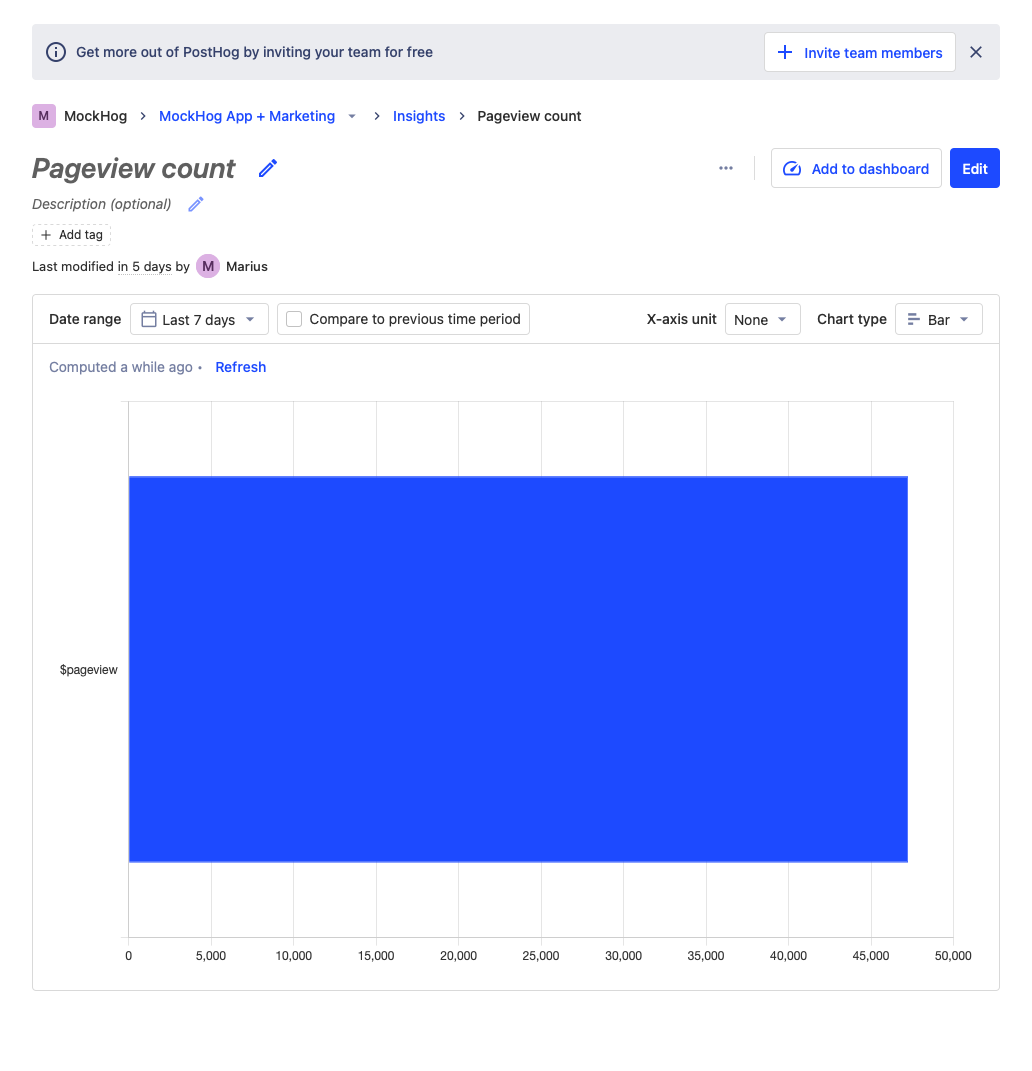 Get more out of PostHog by inviting your team for free
Invite team members
M MockHog MockHog App + Marketing Insights Pageview count
Pageview count
Add to dashboard
Edit
Description (optional)
Add tag
Last modified in 5 days by M Marius
Date range Last 7 days Compare to previous time period X-axis unit None Chart type Bar
Computed a while ago • Refresh
$pageview
0 5,000 10,000 15,000 20,000 25,000 30,000 35,000 40,000 45,000 50,000